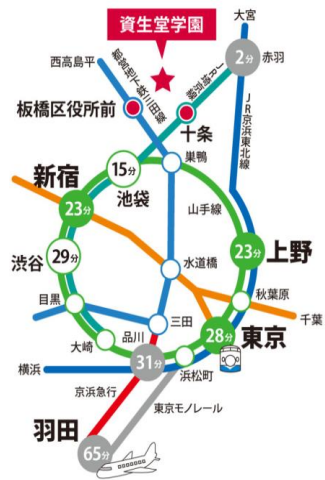 資生堂学園
大宮
西高島平
都営地下鉄三田線
JR埼京線
2分
赤羽
板橋区役所前
十条
JR京浜東北線
巣鴨
15分
池袋
新宿
23分
山手線
渋谷
29分
23分
上野
水道橋
目黒
秋葉原
千葉
三田
28分
東京
品川
大崎
31分
浜松町
横浜
京浜急行
東京モノレール
羽田
65分